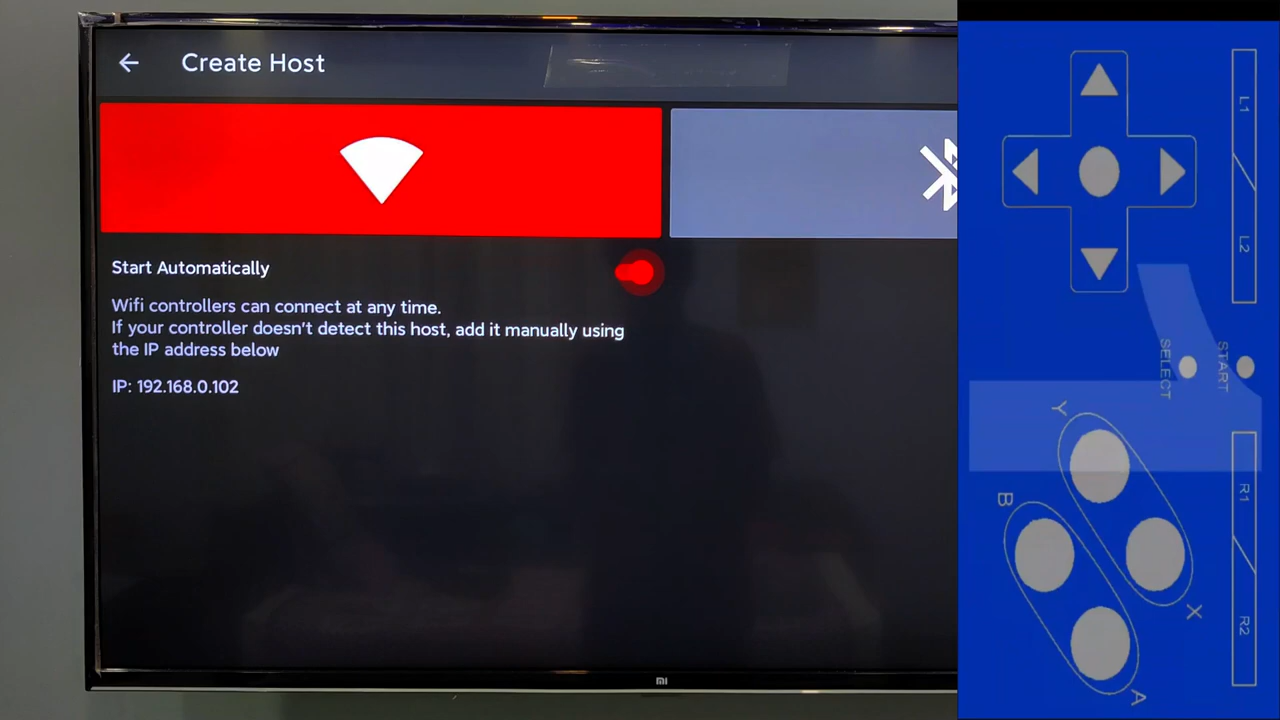 Create Host
Start Automatically
Wifi controllers can connect at any time.
If your controller doesn't detect this host, add it manually using
the IP address below
IP: 192.168.0.102
mi
L1
L2
SELECT
START
Y
B
X
A
R1
R2
1